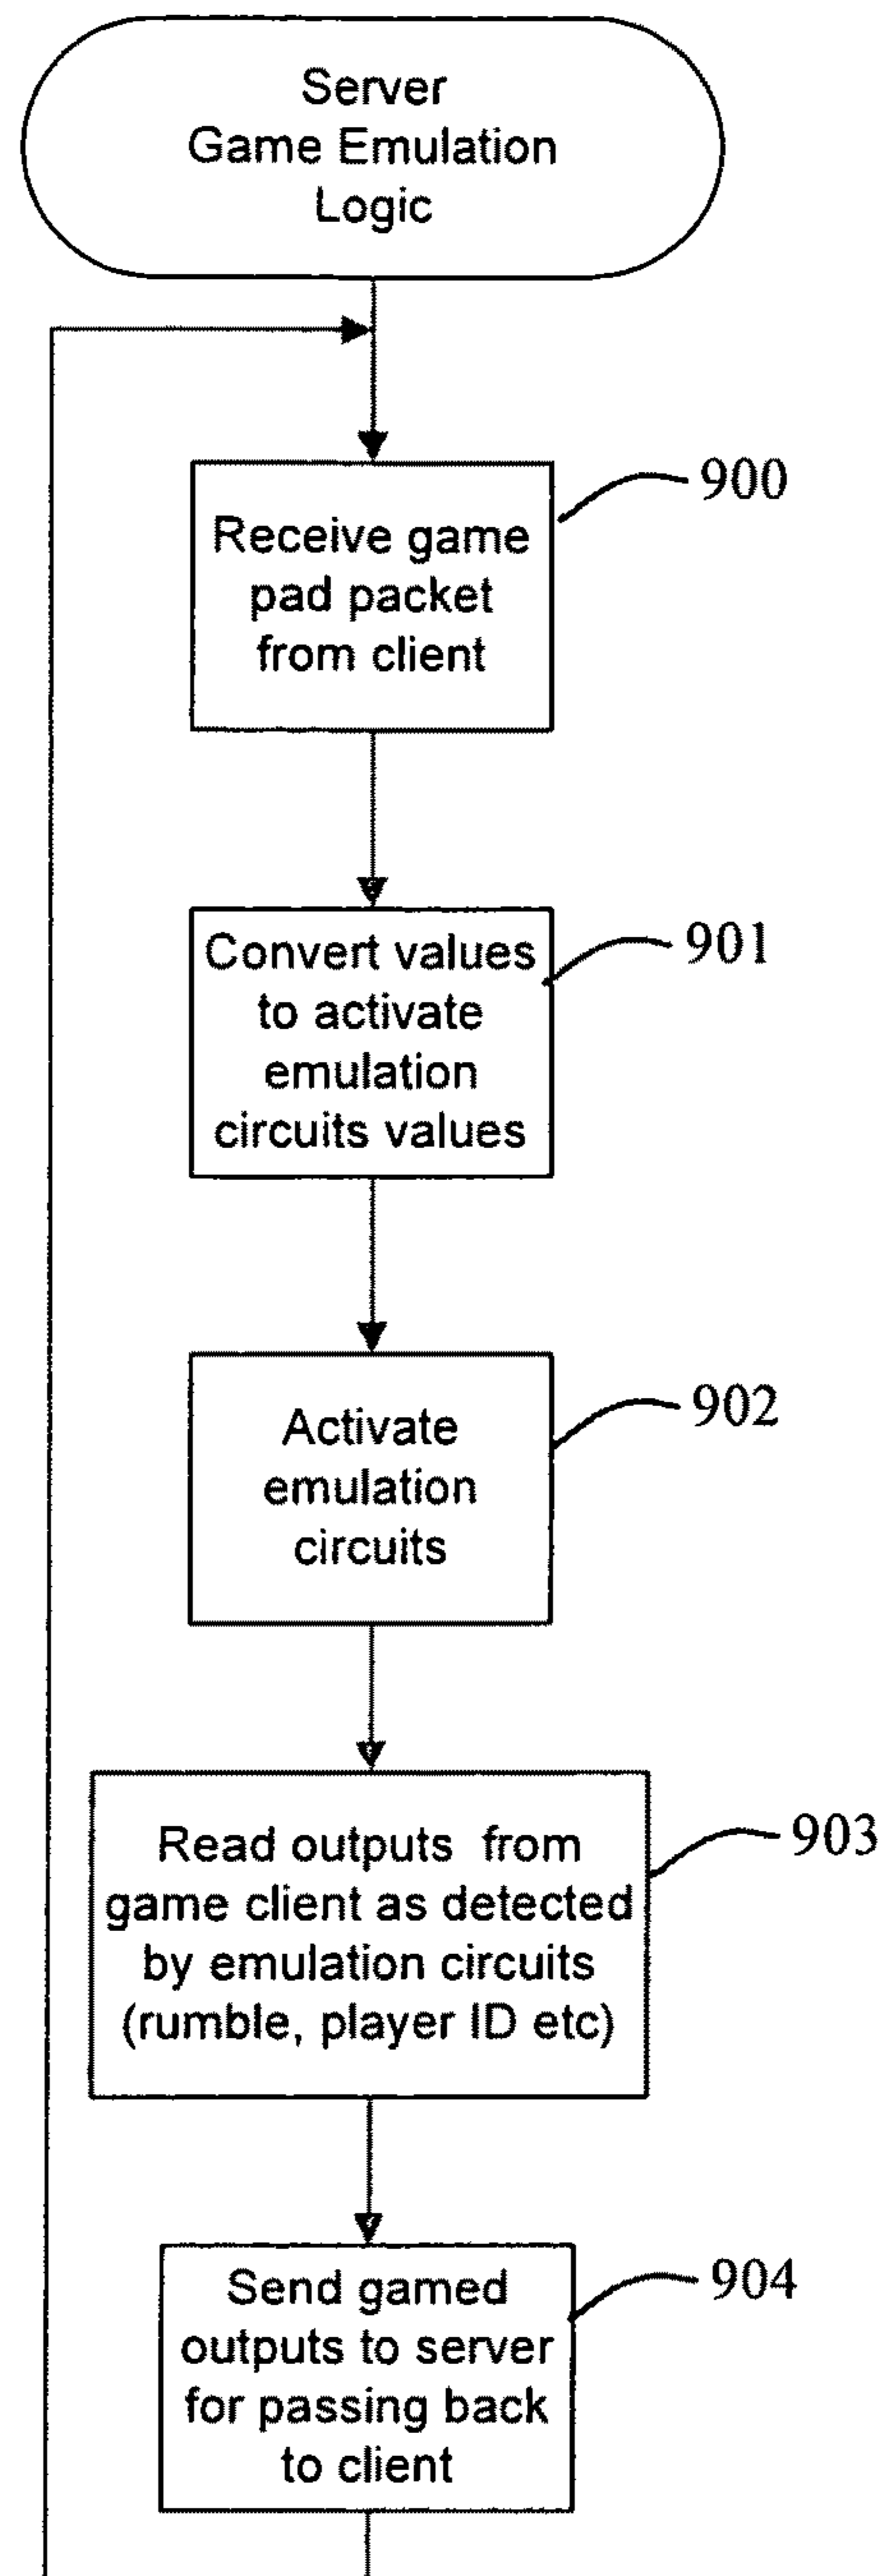 Server
Game Emulation
Logic
900
Receive game
pad packet
from client
901
Convert values
to activate
emulation
circuits values
902
Activate
emulation
circuits
903
Read outputs from
game client as detected
by emulation circuits
(rumble, player ID etc)
904
Send gamed
outputs to server
for passing back
to client